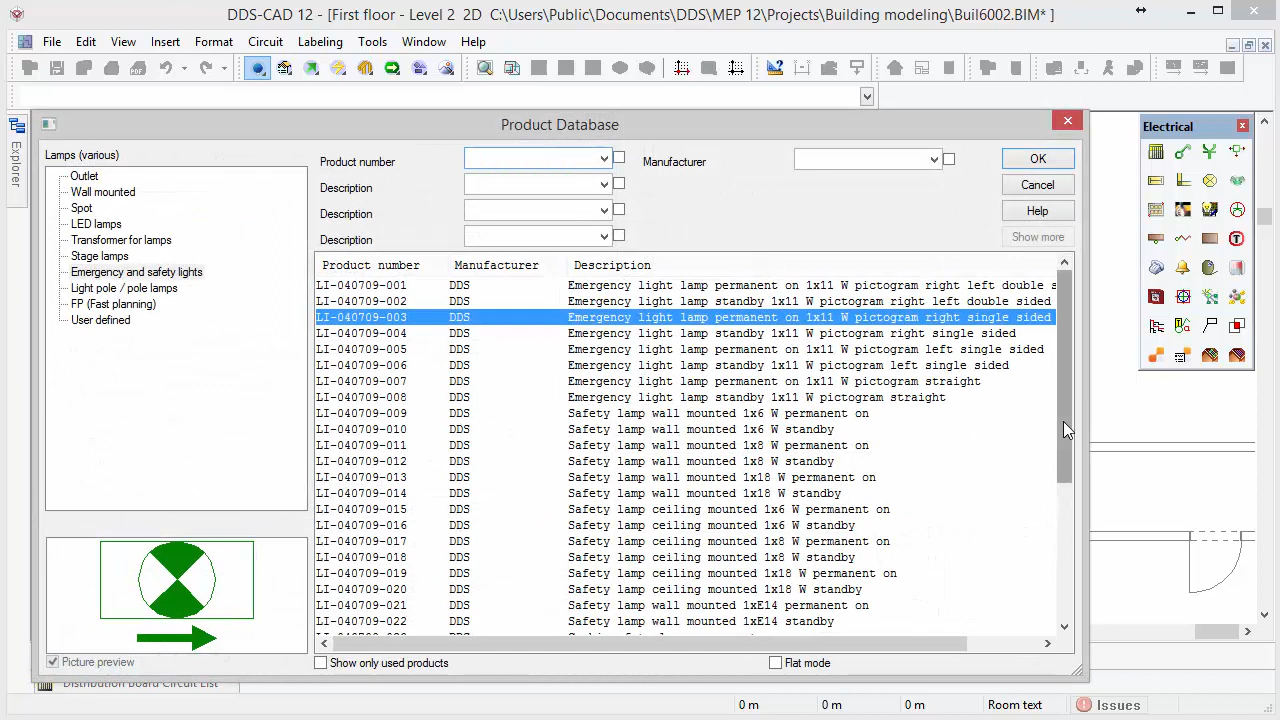 DDS-CAD 12 - [First floor - Level 2  2D  C:\Users\Public\Documents\DDS\MEP 12\Projects\Building modeling\Buil6002.BIM* ]
File Edit View Insert Format Circuit Labeling Tools Window Help
Product Database
Electrical
Explorer
Lamps (various)
Outlet
Wall mounted
Spot
LED lamps
Transformer for lamps
Stage lamps
Emergency and safety lights
Light pole / pole lamps
FP (Fast planning)
User defined
Product number
Manufacturer
OK
Description
Cancel
Description
Help
Description
Show more
Product number Manufacturer Description
LI-040709-001 DDS Emergency light lamp permanent on 1x11 W pictogram right left double s
LI-040709-002 DDS Emergency light lamp standby 1x11 W pictogram right left double sided
LI-040709-003 DDS Emergency light lamp permanent on 1x11 W pictogram right single sided
LI-040709-004 DDS Emergency light lamp standby 1x11 W pictogram right single sided
LI-040709-005 DDS Emergency light lamp permanent on 1x11 W pictogram left single sided
LI-040709-006 DDS Emergency light lamp standby 1x11 W pictogram left single sided
LI-040709-007 DDS Emergency light lamp permanent on 1x11 W pictogram straight
LI-040709-008 DDS Emergency light lamp standby 1x11 W pictogram straight
LI-040709-009 DDS Safety lamp wall mounted 1x6 W permanent on
LI-040709-010 DDS Safety lamp wall mounted 1x6 W standby
LI-040709-011 DDS Safety lamp wall mounted 1x8 W permanent on
LI-040709-012 DDS Safety lamp wall mounted 1x8 W standby
LI-040709-013 DDS Safety lamp wall mounted 1x18 W permanent on
LI-040709-014 DDS Safety lamp wall mounted 1x18 W standby
LI-040709-015 DDS Safety lamp ceiling mounted 1x6 W permanent on
LI-040709-016 DDS Safety lamp ceiling mounted 1x6 W standby
LI-040709-017 DDS Safety lamp ceiling mounted 1x8 W permanent on
LI-040709-018 DDS Safety lamp ceiling mounted 1x8 W standby
LI-040709-019 DDS Safety lamp ceiling mounted 1x18 W permanent on
LI-040709-020 DDS Safety lamp ceiling mounted 1x18 W standby
LI-040709-021 DDS Safety lamp wall mounted 1xE14 permanent on
LI-040709-022 DDS Safety lamp wall mounted 1xE14 standby
Picture preview
Show only used products
Flat mode
Distribution Board Circuit List
0 m 0 m 0 m Room text Issues